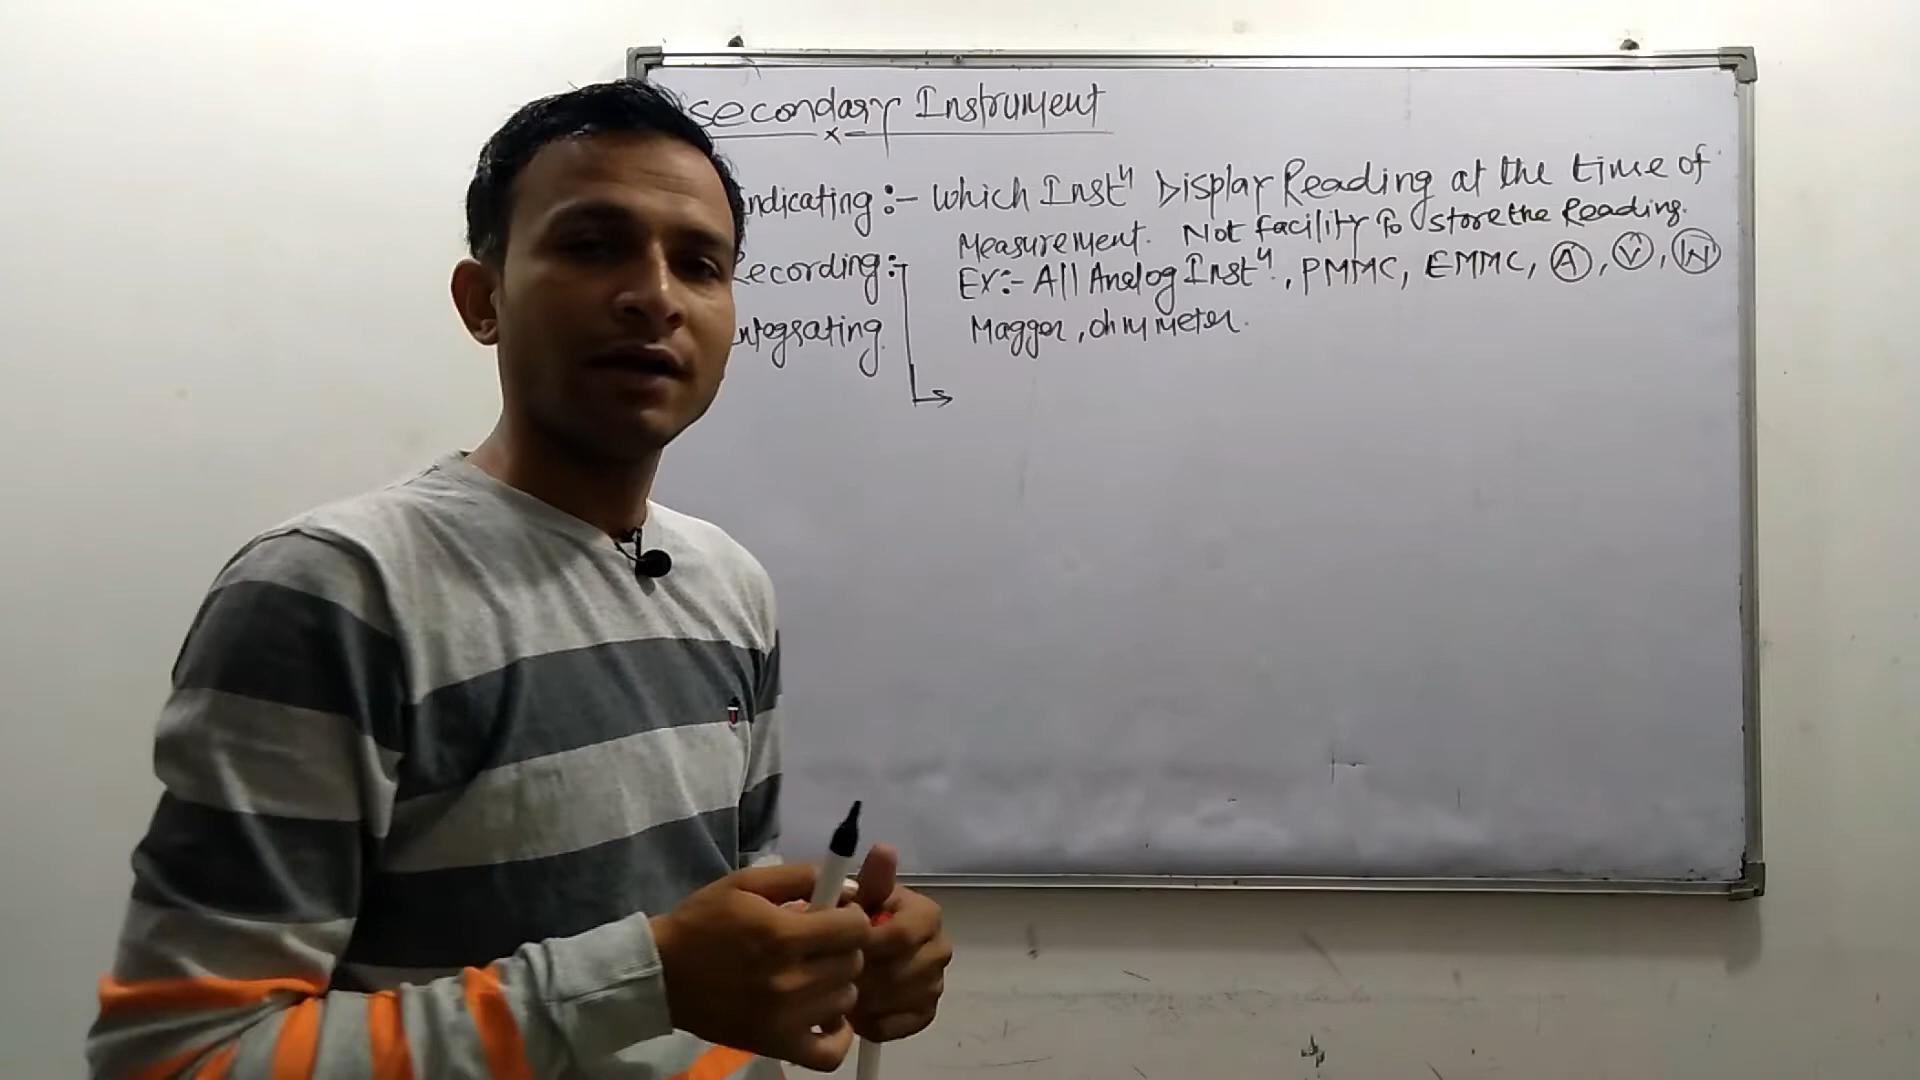 secondary Instrument
Indicating :- Which Instⁿ Display Reading at the time of
Measurement. Not facility to store the Reading.
Recording :-
Ex:- All Analog Instⁿ, PMMC, EMMC, A, V, W
Integrating
Magger, ohmmeter.